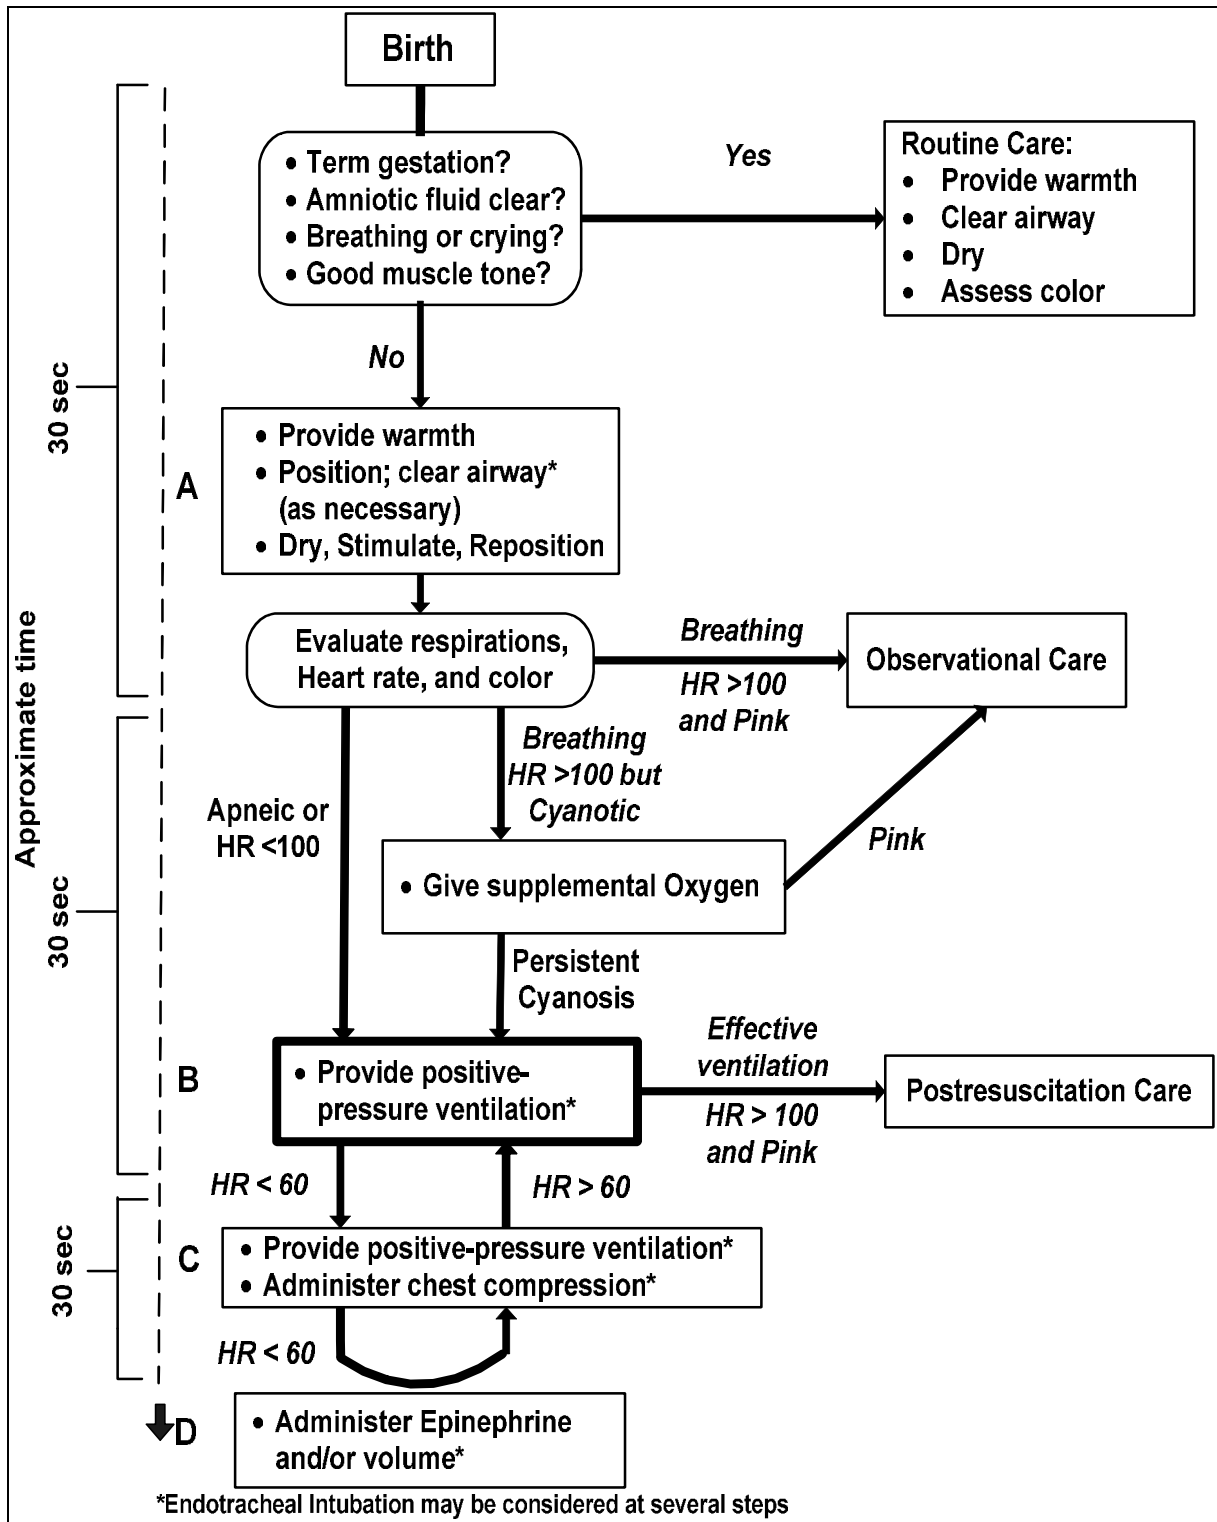 Birth
• Term gestation?
• Amniotic fluid clear?
• Breathing or crying?
• Good muscle tone?
Yes
Routine Care:
• Provide warmth
• Clear airway
• Dry
• Assess color
No
30 sec
A
• Provide warmth
• Position; clear airway*
(as necessary)
• Dry, Stimulate, Reposition
Approximate time
Evaluate respirations,
Heart rate, and color
Breathing
HR >100
and Pink
Observational Care
Breathing
HR >100 but
Cyanotic
Apneic or
HR <100
Pink
• Give supplemental Oxygen
30 sec
Persistent
Cyanosis
B
• Provide positive-
pressure ventilation*
Effective
ventilation
HR > 100
and Pink
Postresuscitation Care
HR < 60
HR > 60
30 sec
C
• Provide positive-pressure ventilation*
• Administer chest compression*
HR < 60
D
• Administer Epinephrine
and/or volume*
*Endotracheal Intubation may be considered at several steps